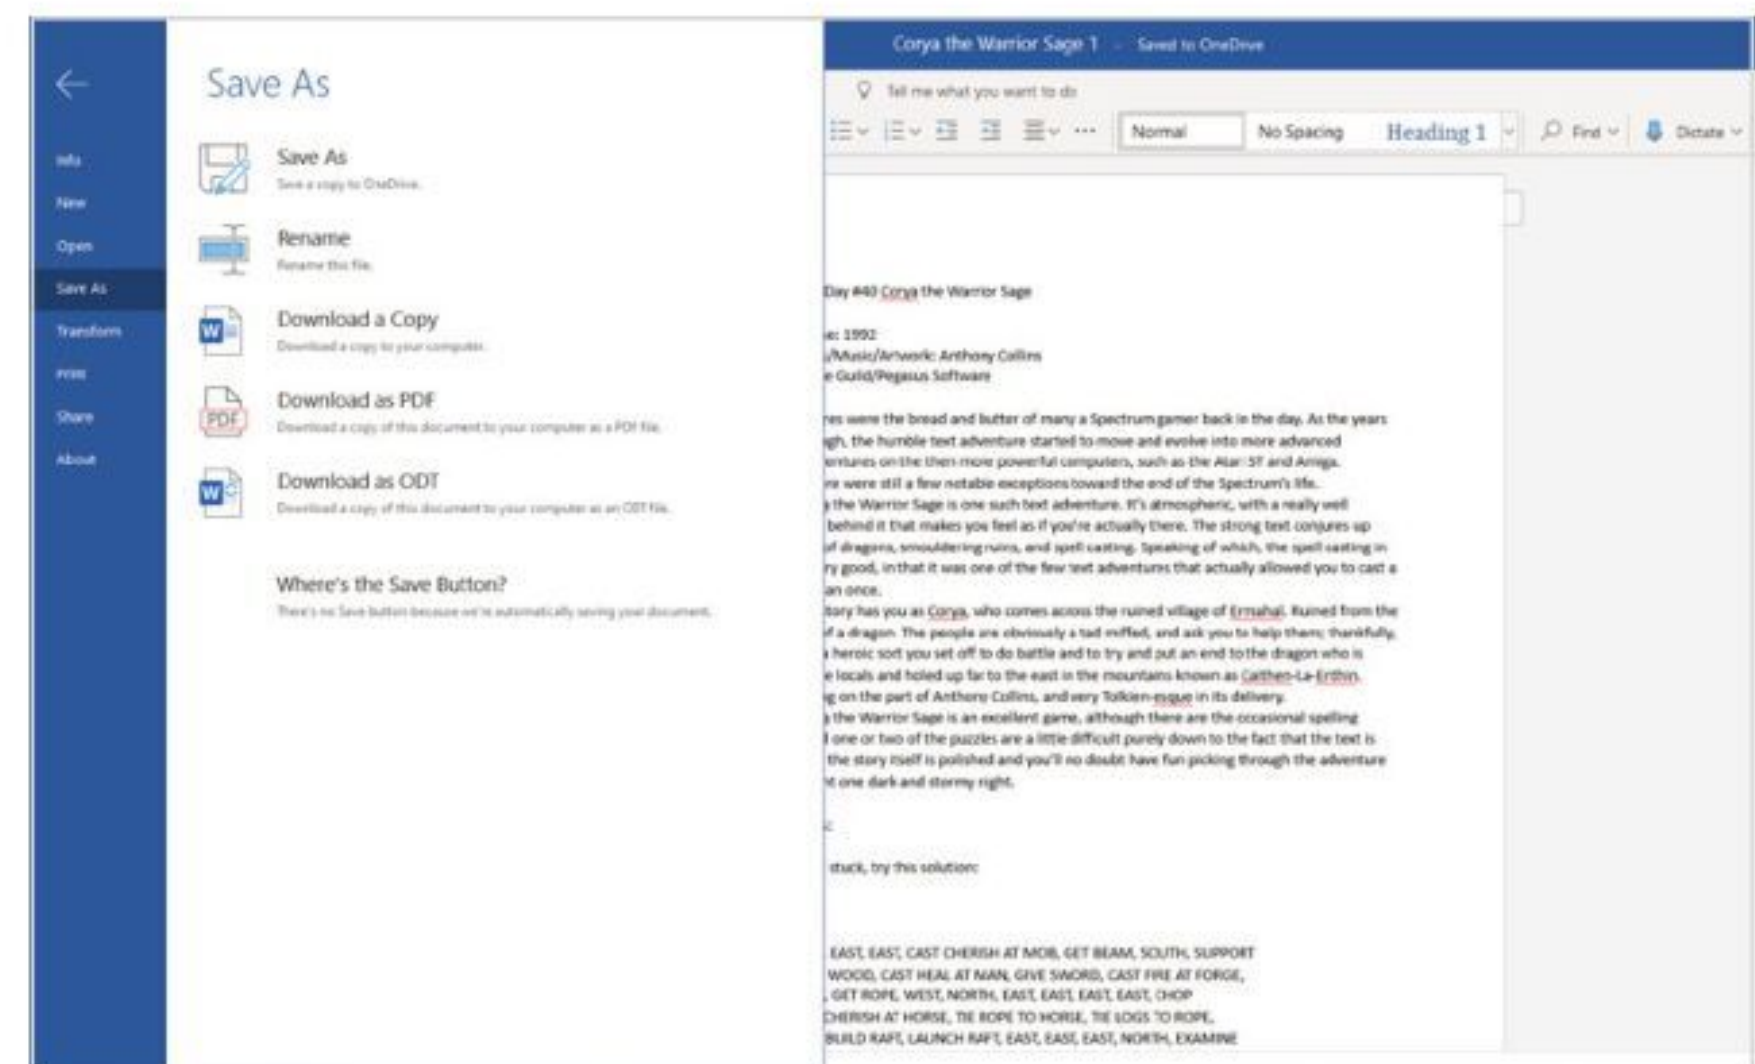 Save As
Info
New
Open
Save As
Transform
Print
Share
About
Save As
Save a copy to OneDrive.
Rename
Rename this file.
Download a Copy
Download a copy to your computer.
Download as PDF
Download a copy of this document to your computer as a PDF file.
Download as ODT
Download a copy of this document to your computer as an ODT file.
Where's the Save Button?
There's no Save button because we're automatically saving your document.
Corya the Warrior Sage 1 - Saved to OneDrive
Tell me what you want to do
Normal No Spacing Heading 1 Find Dictate
Day #40 Corya the Warrior Sage
e: 1992
/Music/Artwork: Anthony Collins
e Guild/Pegasus Software
res were the bread and butter of many a Spectrum gamer back in the day. As the years
gh, the humble text adventure started to move and evolve into more advanced
entures on the then more powerful computers, such as the Atari ST and Amiga.
re were still a few notable exceptions toward the end of the Spectrum's life.
the Warrior Sage is one such text adventure. It's atmospheric, with a really well
behind it that makes you feel as if you're actually there. The strong text conjures up
of dragons, smouldering ruins, and spell casting. Speaking of which, the spell casting in
ry good, in that it was one of the few text adventures that actually allowed you to cast a
an once.
tory has you as Corya, who comes across the ruined village of Ermahal. Ruined from the
of a dragon. The people are obviously a tad miffed, and ask you to help them; thankfully,
heroic sort you set off to do battle and to try and put an end to the dragon who is
e locals and holed up far to the east in the mountains known as Caithen-La-Erthin.
g on the part of Anthony Collins, and very Tolkien-esque in its delivery.
the Warrior Sage is an excellent game, although there are the occasional spelling
one or two of the puzzles are a little difficult purely down to the fact that the text is
the story itself is polished and you'll no doubt have fun picking through the adventure
t one dark and stormy night.
stuck, try this solution:
EAST, EAST, CAST CHERISH AT MOB, GET BEAM, SOUTH, SUPPORT
WOOD, CAST HEAL AT MAN, GIVE SWORD, CAST FIRE AT FORGE,
, GET ROPE, WEST, NORTH, EAST, EAST, EAST, EAST, CHOP
CHERISH AT HORSE, TIE ROPE TO HORSE, TIE LOGS TO ROPE,
BUILD RAFT, LAUNCH RAFT, EAST, EAST, EAST, NORTH, EXAMINE